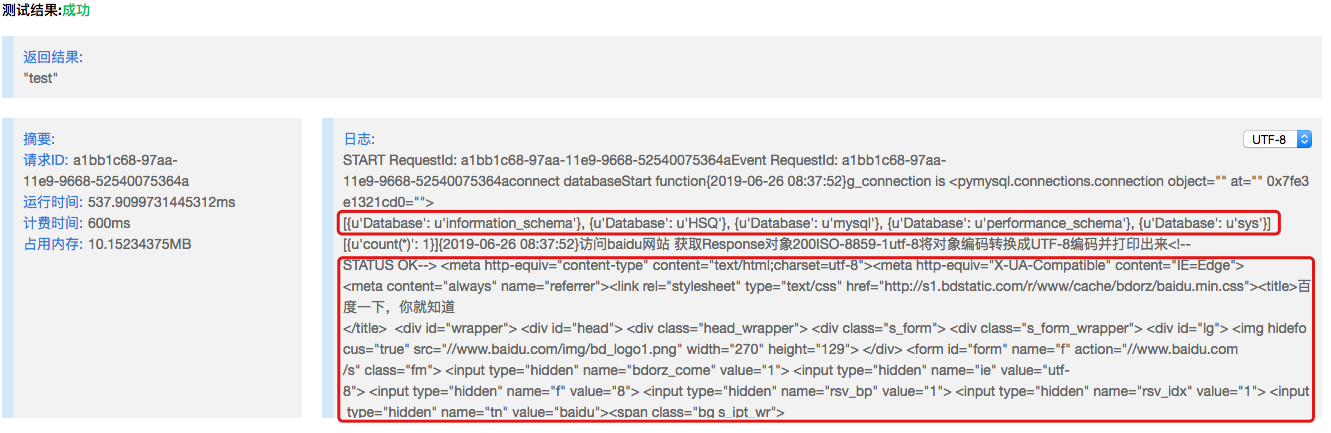 测试结果:成功
返回结果:
"test"
摘要:
请求ID: a1bb1c68-97aa-
11e9-9668-52540075364a
运行时间: 537.9099731445312ms
计费时间: 600ms
占用内存: 10.15234375MB
日志:
UTF-8
START RequestId: a1bb1c68-97aa-11e9-9668-52540075364aEvent RequestId: a1bb1c68-97aa-
11e9-9668-52540075364aconnect databaseStart function{2019-06-26 08:37:52}g_connection is <pymysql.connections.connection object="" at="" 0x7fe3
e1321cd0="">
[{u'Database': u'information_schema'}, {u'Database': u'HSQ'}, {u'Database': u'mysql'}, {u'Database': u'performance_schema'}, {u'Database': u'sys'}]
[{u'count(*)': 1}]{2019-06-26 08:37:52}访问baidu网站 获取Response对象200ISO-8859-1utf-8将对象编码转换成UTF-8编码并打印出来<!--
STATUS OK--> <meta http-equiv="content-type" content="text/html;charset=utf-8"><meta http-equiv="X-UA-Compatible" content="IE=Edge">
<meta content="always" name="referrer"><link rel="stylesheet" type="text/css" href="http://s1.bdstatic.com/r/www/cache/bdorz/baidu.min.css"><title>百
度一下，你就知道
</title>  <div id="wrapper"> <div id="head"> <div class="head_wrapper"> <div class="s_form"> <div class="s_form_wrapper"> <div id="lg"> <img hidefo
cus="true" src="//www.baidu.com/img/bd_logo1.png" width="270" height="129"> </div> <form id="form" name="f" action="//www.baidu.com
/s" class="fm"> <input type="hidden" name="bdorz_come" value="1"> <input type="hidden" name="ie" value="utf-
8"> <input type="hidden" name="f" value="8"> <input type="hidden" name="rsv_bp" value="1"> <input type="hidden" name="rsv_idx" value="1"> <input
type="hidden" name="tn" value="baidu"><span class="bg s_ipt_wr">